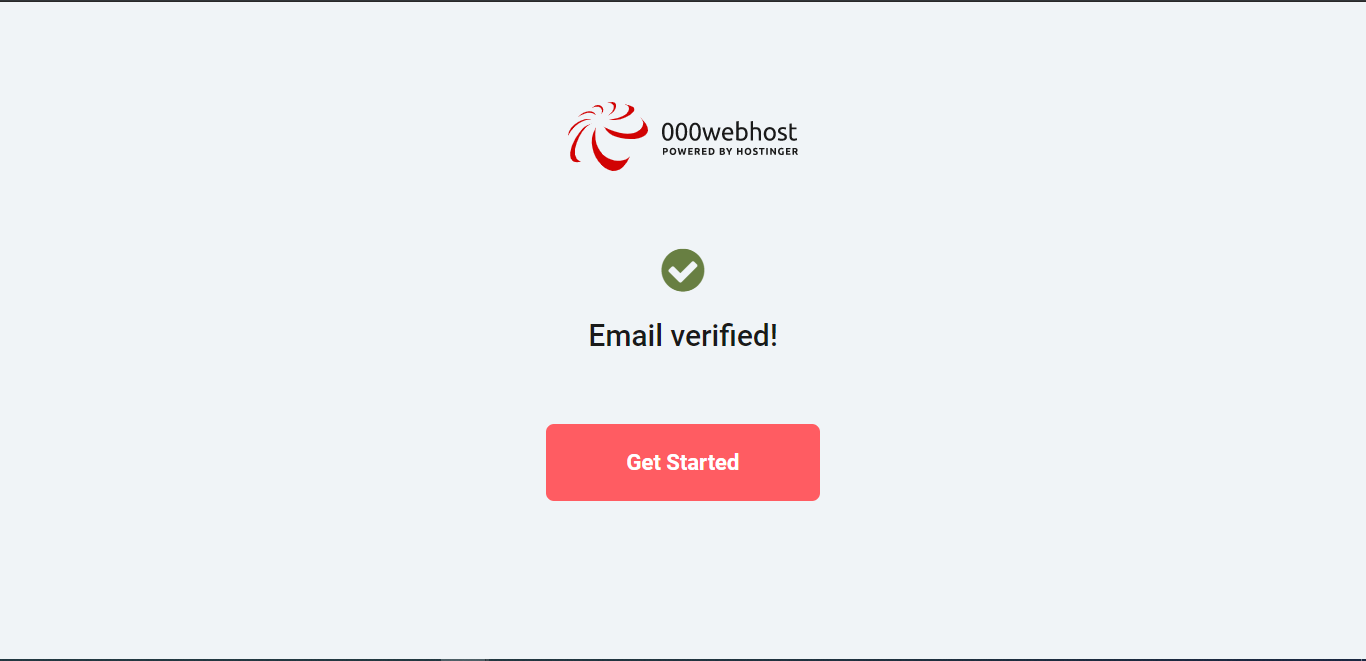 000webhost
POWERED BY HOSTINGER
Email verified!
Get Started